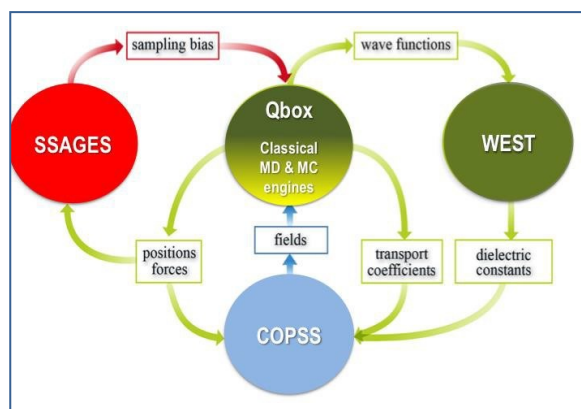 sampling bias
wave functions
Qbox
Classical
MD & MC
engines
SSAGES
WEST
fields
positions
forces
transport
coefficients
dielectric
constants
COPSS